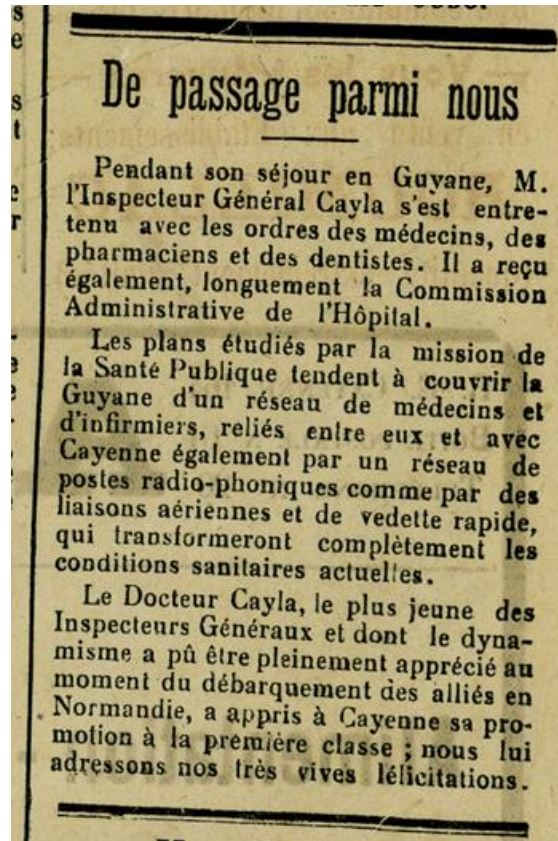 De passage parmi nous
Pendant son séjour en Guyane, M.
l'Inspecteur Général Cayla s'est entre-
tenu avec les ordres des médecins, des
pharmaciens et des dentistes. Il a reçu
également, longuement la Commission
Administrative de l'Hôpital.
Les plans étudiés par la mission de
la Santé Publique tendent à couvrir la
Guyane d'un réseau de médecins et
d'infirmiers, reliés entre eux et avec
Cayenne également par un réseau de
postes radio-phoniques comme par des
liaisons aériennes et de vedette rapide,
qui transformeront complètement les
conditions sanitaires actuelles.
Le Docteur Cayla, le plus jeune des
Inspecteurs Généraux et dont le dyna-
misme a pû être pleinement apprécié au
moment du débarquement des alliés en
Normandie, a appris à Cayenne sa pro-
motion à la première classe ; nous lui
adressons nos très vives lélicitations.